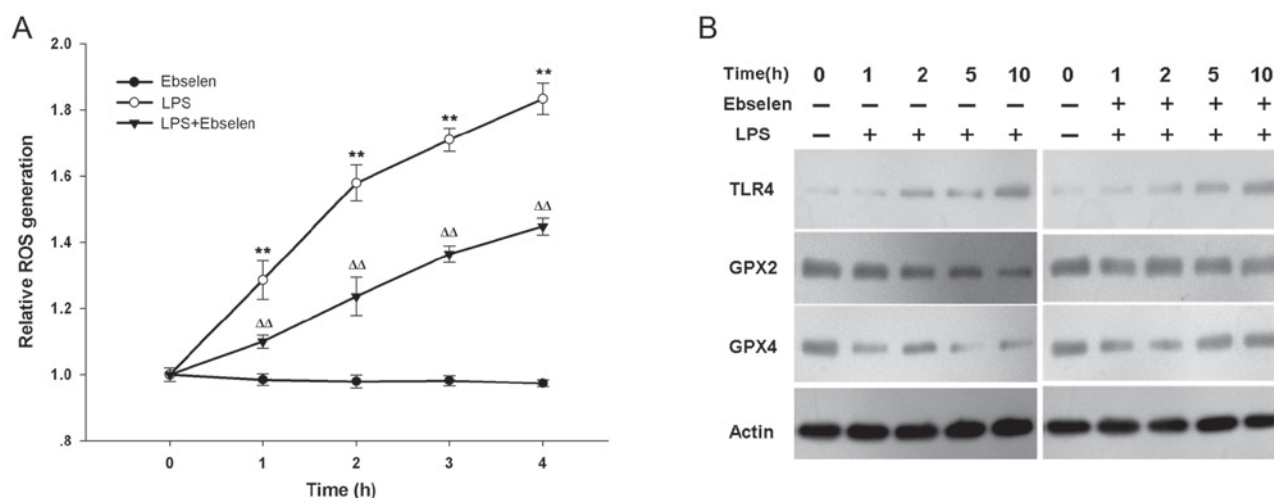 A
2.0
1.8
1.6
1.4
1.2
1.0
.8
Relative ROS generation
Ebselen
LPS
LPS+Ebselen
**
**
**
**
ΔΔ
ΔΔ
ΔΔ
ΔΔ
0 1 2 3 4
Time (h)
B
Time(h) 0 1 2 5 10 0 1 2 5 10
Ebselen − − − − − − + + + +
LPS − + + + + − + + + +
TLR4
GPX2
GPX4
Actin